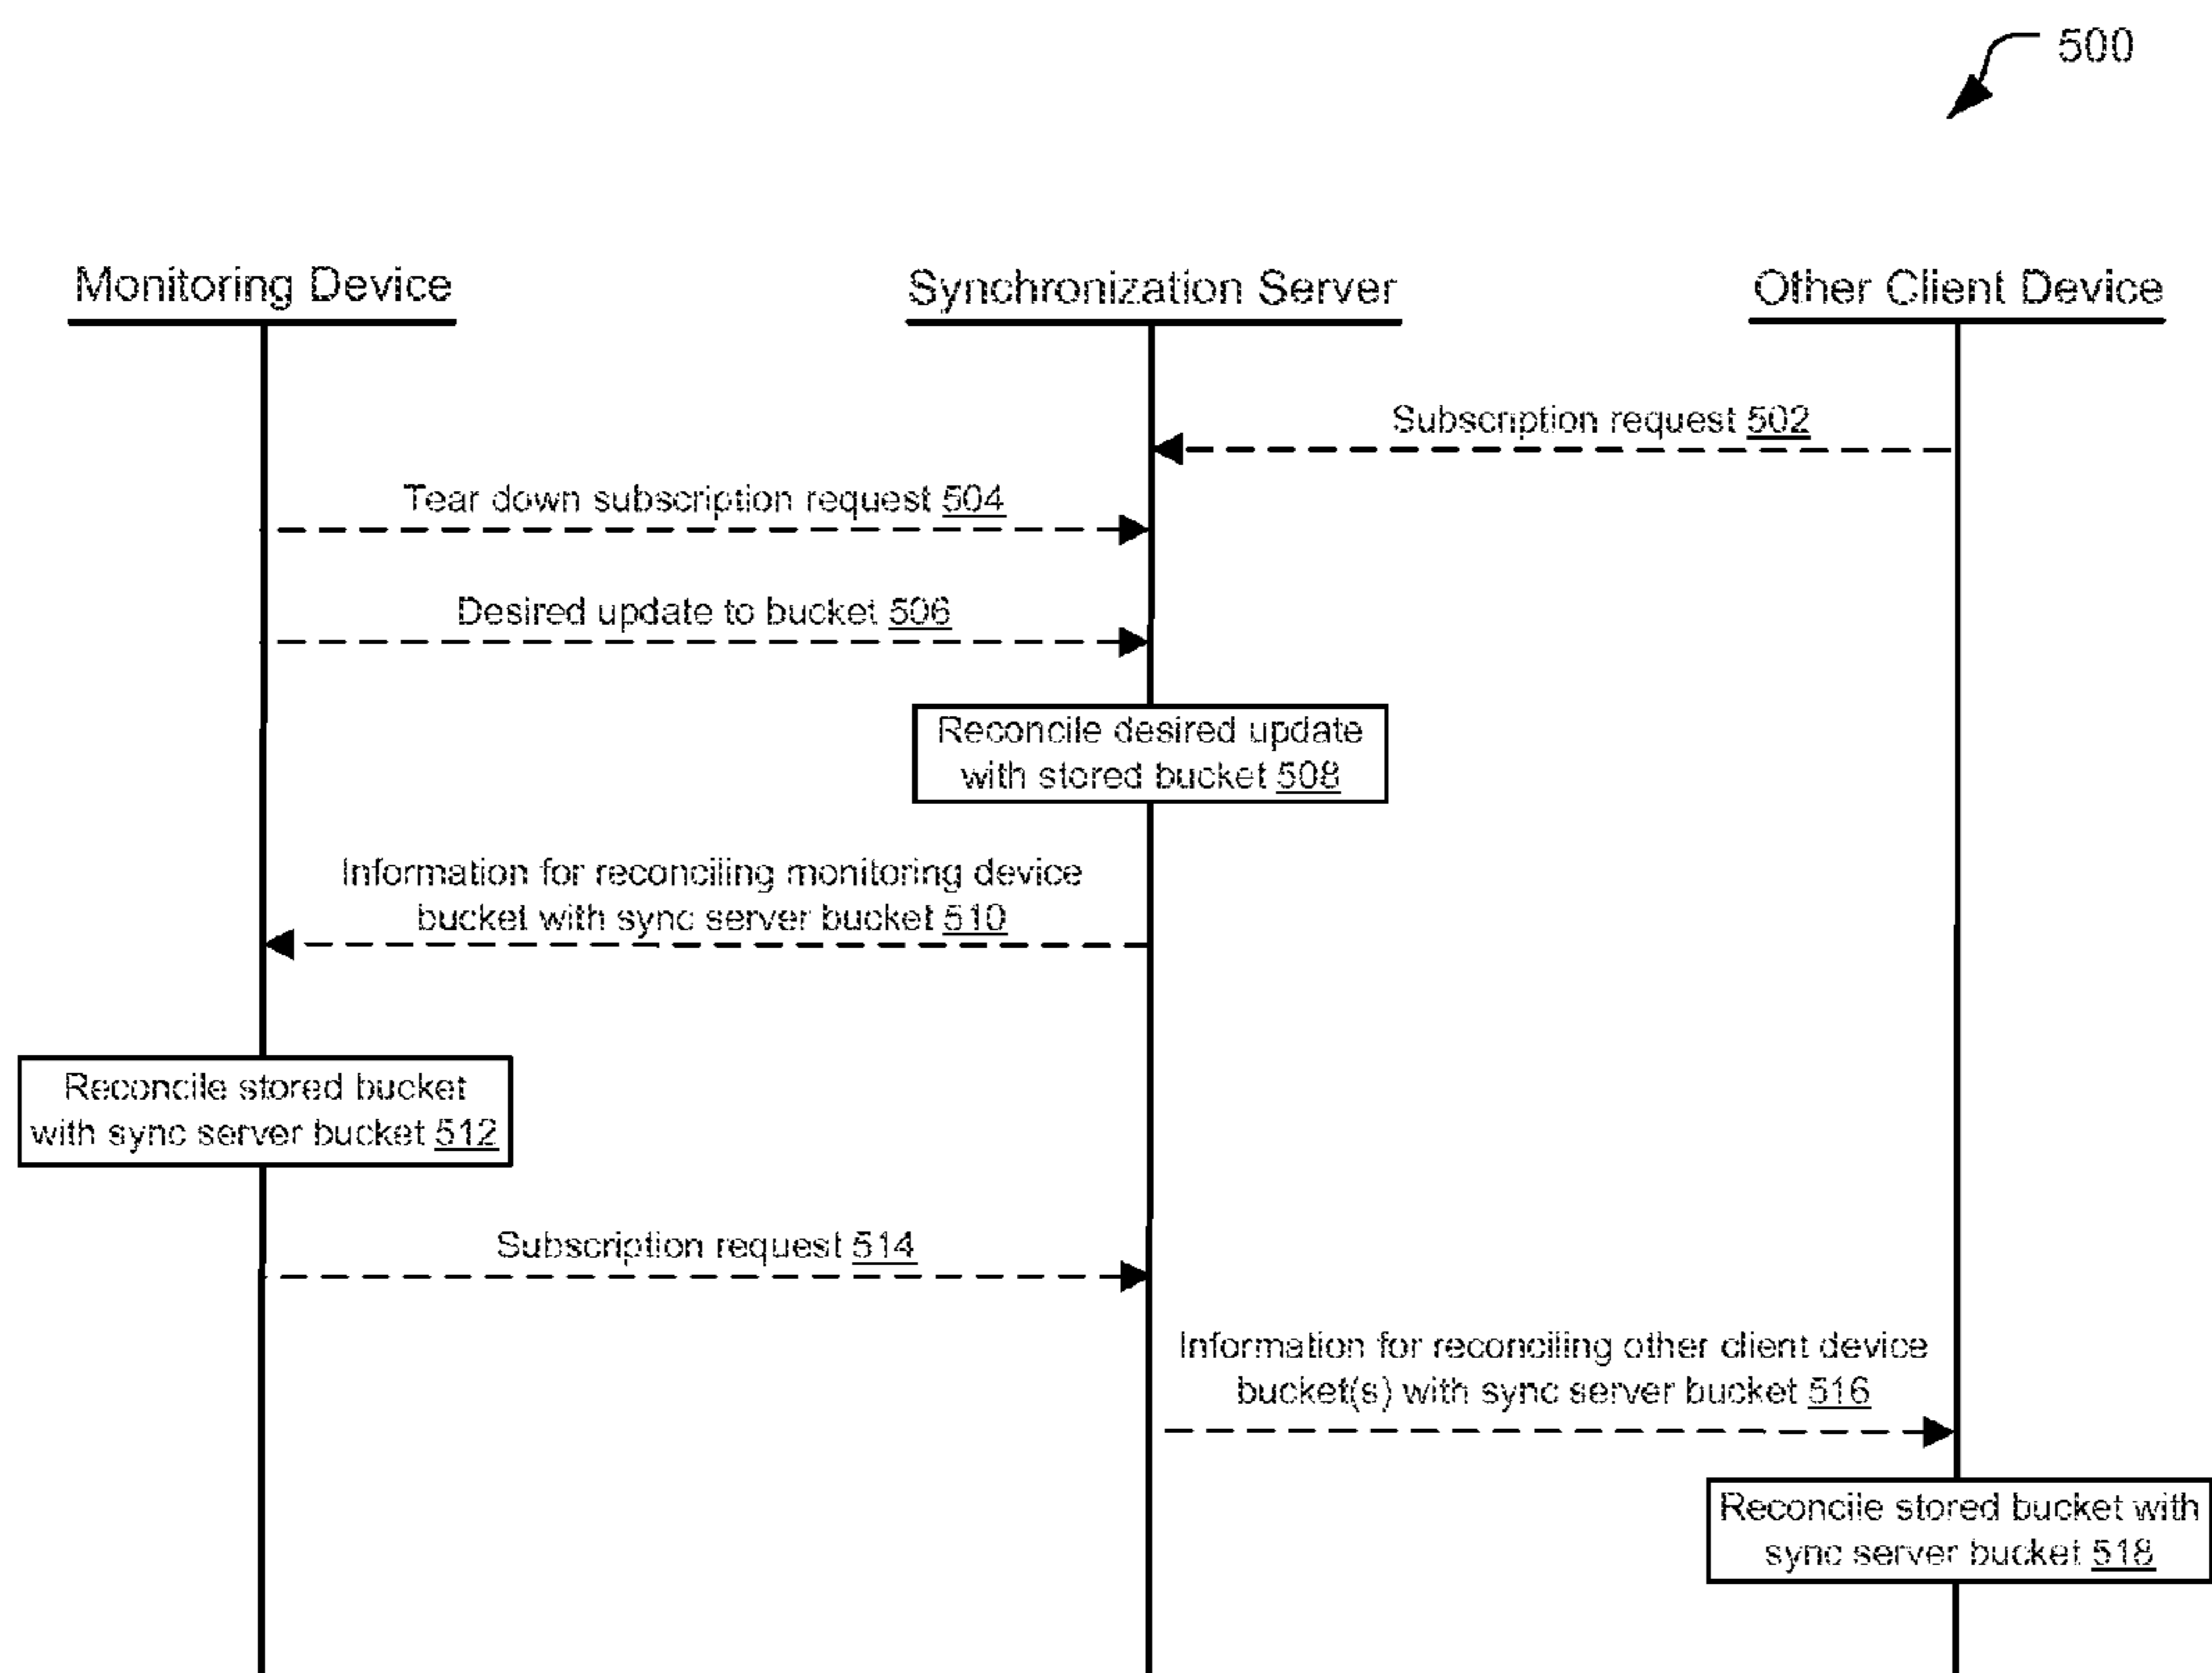 500
Monitoring Device
Synchronization Server
Other Client Device
Subscription request 502
Tear down subscription request 504
Desired update to bucket 506
Reconcile desired update
with stored bucket 508
Information for reconciling monitoring device
bucket with sync server bucket 510
Reconcile stored bucket
with sync server bucket 512
Subscription request 514
Information for reconciling other client device
bucket(s) with sync server bucket 516
Reconcile stored bucket with
sync server bucket 518